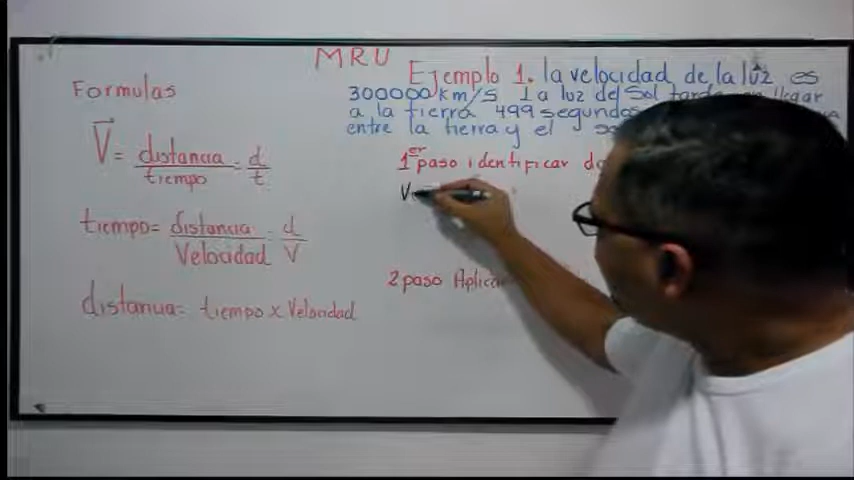 MRU
Formulas
V = distancia / tiempo = d / t
tiempo = distancia / Velocidad = d / V
distancia = tiempo x Velocidad
Ejemplo 1. la velocidad de la luz es
300000 km/s la luz del Sol tarda en llegar
a la tierra 499 segundos
entre la tierra y el
1er paso identificar
V
2 paso Aplicar